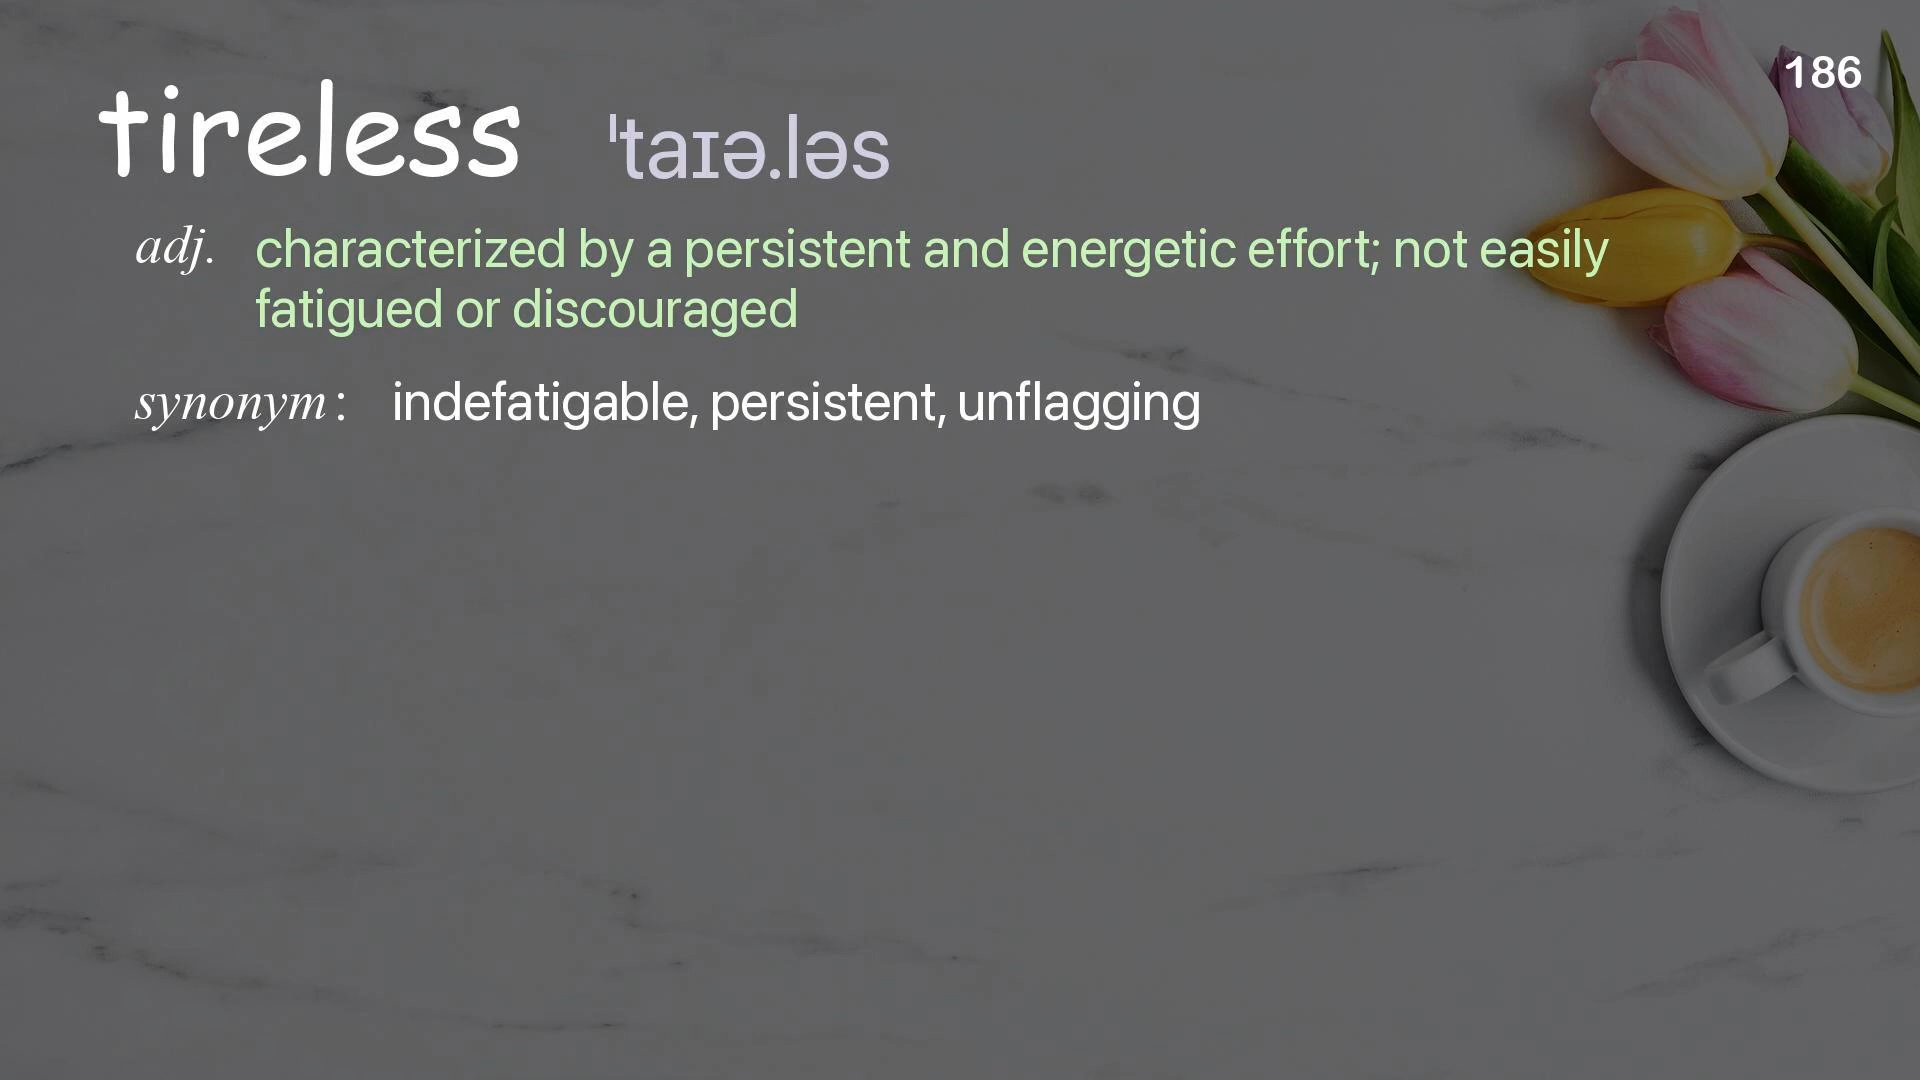 186
tireless ˈtaɪə.ləs
adj. characterized by a persistent and energetic effort; not easily
fatigued or discouraged
synonym : indefatigable, persistent, unflagging